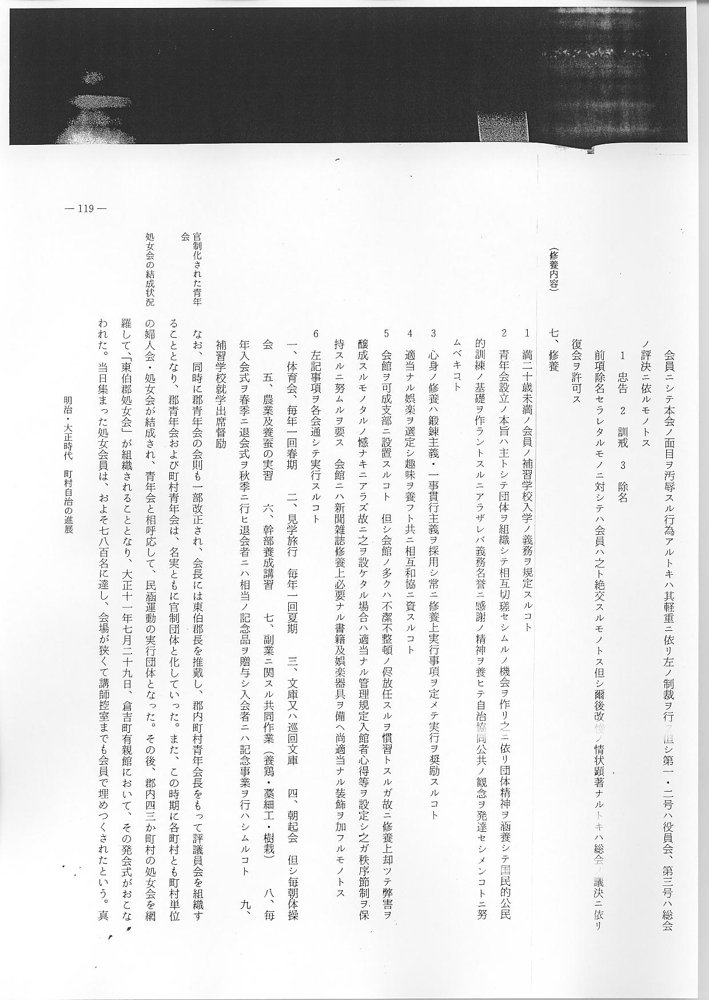 会員ニシテ本会ノ面目ヲ汚辱スル行為アルトキハ其軽重ニ依リ左ノ制裁ヲ行フ但シ第一・二号ハ役員会、第三号ハ総会
ノ評決ニ依ルモノトス
1 忠告 2 訓戒 3 除名
前項除名セラレタルモノニ対シテハ会員ハ之ト絶交スルモノトス但シ爾後改悛ノ情状顕著ナルトキハ総会ノ議決ニ依リ
復会ヲ許可ス
(修養内容)
七、修養
1 満二十歳未満ノ会員ノ補習学校入学ノ義務ヲ規定スルコト
2 青年会設立ノ本旨ハ主トシテ団体ヲ組織シテ相互切瑳セシムルノ機会ヲ作リ之ニ依リ団体精神ヲ涵養シテ国民的公民
的訓練ノ基礎ヲ作ラントスルニアラザレバ義務名誉ニ感謝ノ精神ヲ養ヒテ自治協同公共ノ観念ヲ発達セシメンコトニ努
ムベキコト
3 心身ノ修養ハ鍛錬主義・一事貫行主義ヲ採用シ常ニ修養上実行事項ヲ定メテ実行ヲ奨励スルコト
4 適当ナル娯楽ヲ選定シ趣味ヲ養フト共ニ相互和協ニ資スルコト
5 会館ヲ可成支部ニ設置スルコト 但シ会館ノ多クハ不潔不整頓ノ侭放任スルヲ慣習トスルガ故ニ修養上却ツテ弊害ヲ
醸成スルモノタルノ憾ナキニアラズ故ニ之ヲ設ケタル場合ハ適当ナル管理規定入館者心得等ヲ設定シ之ガ秩序節制ヲ保
持スルニ努ムルヲ要ス 会館ニハ新聞雑誌修養上必要ナル書籍及娯楽器具ヲ備ヘ尚適当ナル装飾ヲ加フルモノトス
6 左記事項ヲ各会通シテ実行スルコト
一、体育会、毎年一回春期 二、見学旅行 毎年一回夏期 三、文庫又ハ巡回文庫 四、朝起会 但シ毎朝体操
会 五、農業及養蚕の実習 六、幹部養成講習 七、副業ニ関スル共同作業(養鶏・藁細工・樹栽) 八、毎
年入会式ヲ春季ニ退会式ヲ秋季ニ行ヒ退会者ニハ相当ノ記念品ヲ贈与シ入会者ニハ記念事業ヲ行ハシムルコト 九、
補習学校就学出席督励
官制化された青年
会
なお、同時に郡青年会の会則も一部改正され、会長には東伯郡長を推戴し、郡内町村青年会長をもって評議員会を組織す
ることとなり、郡青年会および町村青年会は、名実ともに官制団体と化していった。また、この時期に各町村とも町村単位
処女会の結成状況
の婦人会・処女会が結成され、青年会と相呼応して、民涵運動の実行団体となった。その後、郡内四三か町村の処女会を網
羅して、「東伯郡処女会」が組織されることとなり、大正十一年七月二十九日、倉吉町有親館において、その発会式がおこな
われた。当日集まった処女会員は、およそ七八百名に達し、会場が狭くて講師控室までも会員で埋めつくされたという。真
明治・大正時代 町村自治の進展
— 119 —